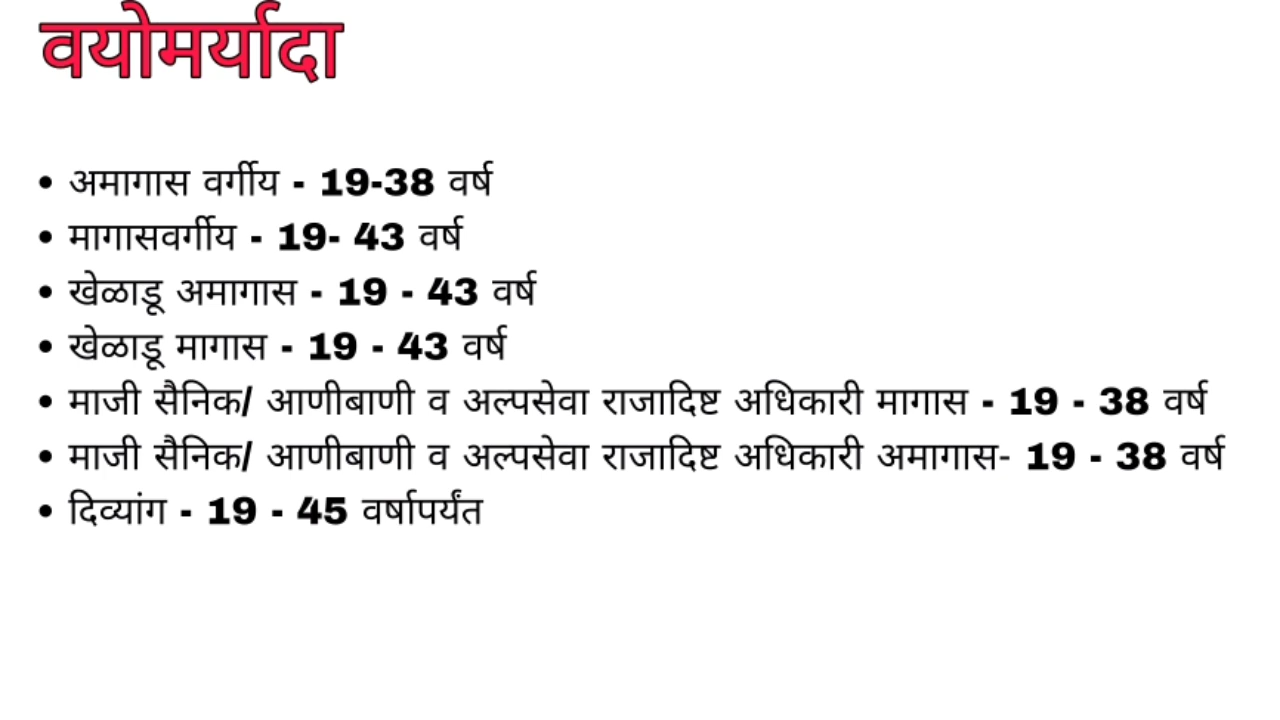 वयोमर्यादा
• अमागास वर्गीय - 19-38 वर्ष
• मागासवर्गीय - 19- 43 वर्ष
• खेळाडू अमागास - 19 - 43 वर्ष
• खेळाडू मागास - 19 - 43 वर्ष
• माजी सैनिक/ आणीबाणी व अल्पसेवा राजादिष्ट अधिकारी मागास - 19 - 38 वर्ष
• माजी सैनिक/ आणीबाणी व अल्पसेवा राजादिष्ट अधिकारी अमागास- 19 - 38 वर्ष
• दिव्यांग - 19 - 45 वर्षापर्यंत